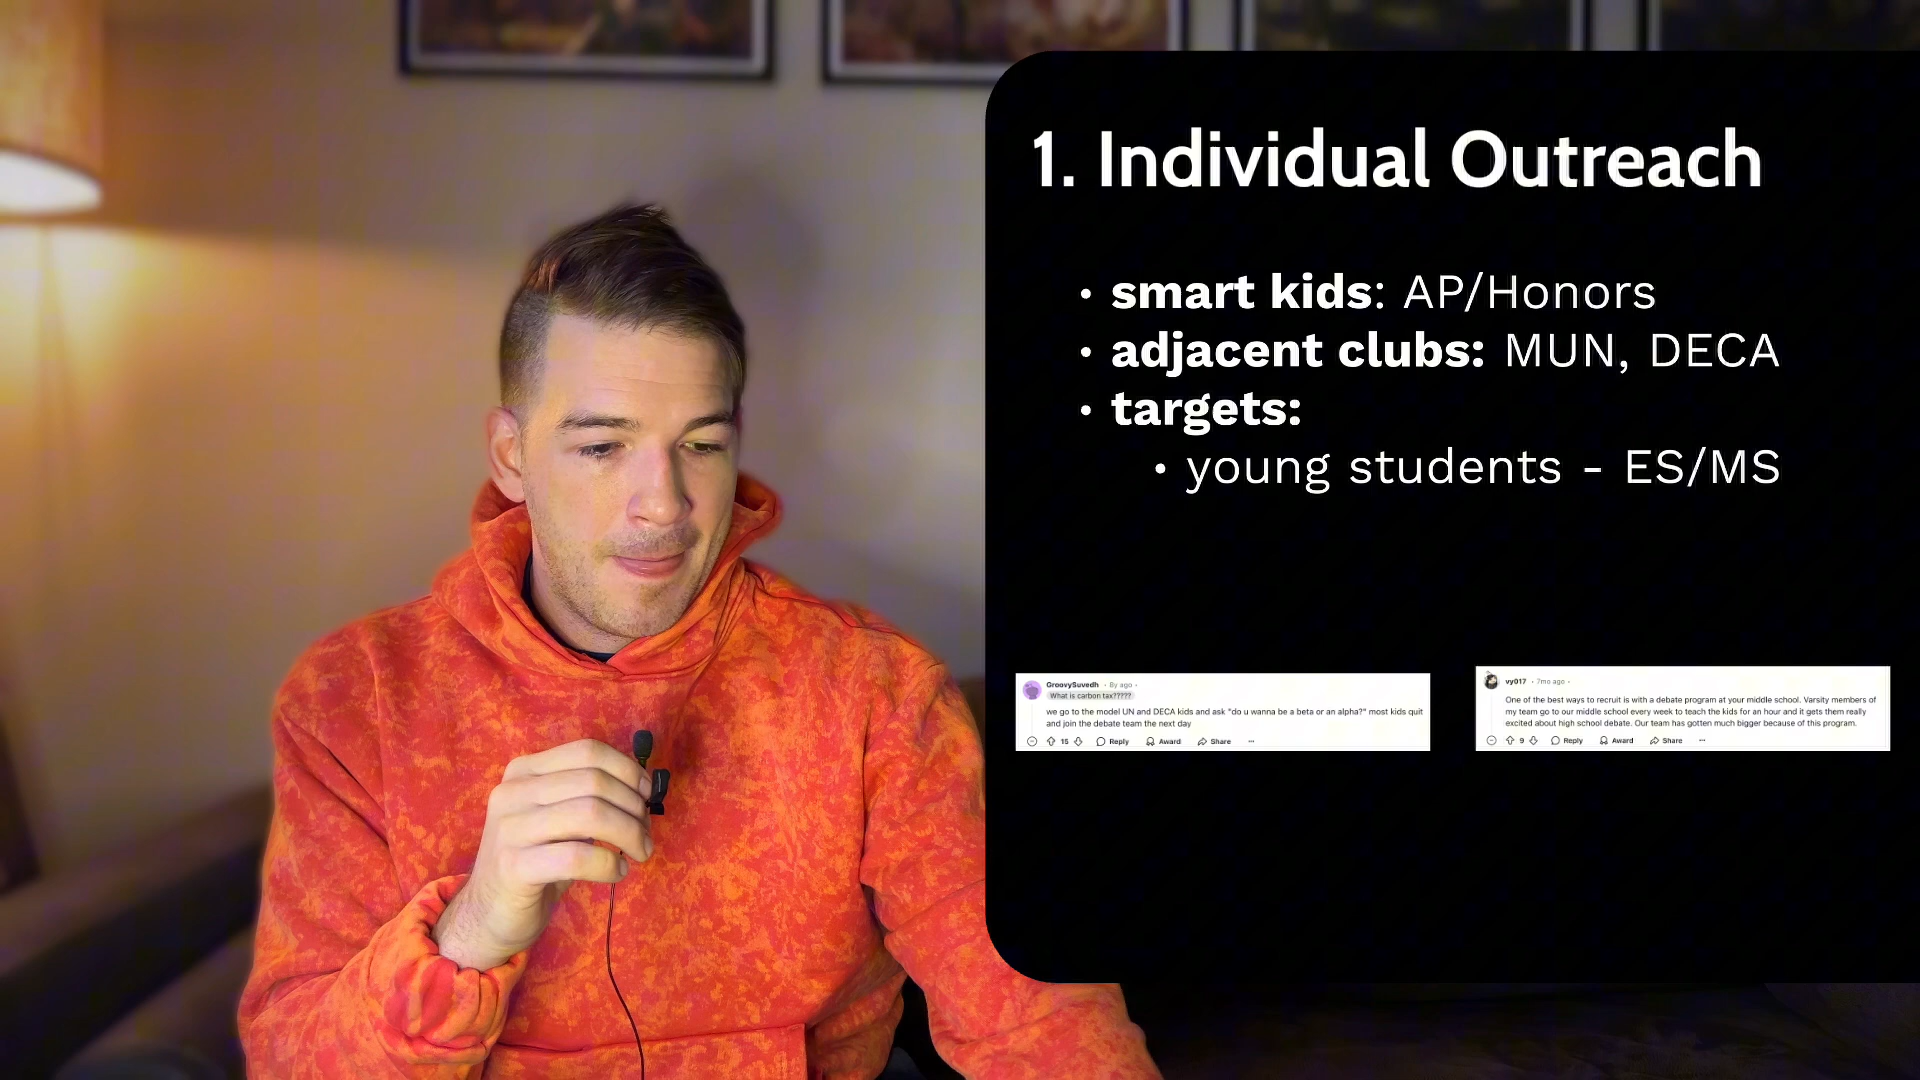 1. Individual Outreach
• smart kids: AP/Honors
• adjacent clubs: MUN, DECA
• targets:
• young students - ES/MS
GroovySuvedh • 8y ago •
What is carbon tax?????
we go to the model UN and DECA kids and ask "do u wanna be a beta or an alpha?" most kids quit
and join the debate team the next day
15 Reply Award Share ...
vy017 • 7mo ago •
One of the best ways to recruit is with a debate program at your middle school. Varsity members of
my team go to our middle school every week to teach the kids for an hour and it gets them really
excited about high school debate. Our team has gotten much bigger because of this program.
9 Reply Award Share ...